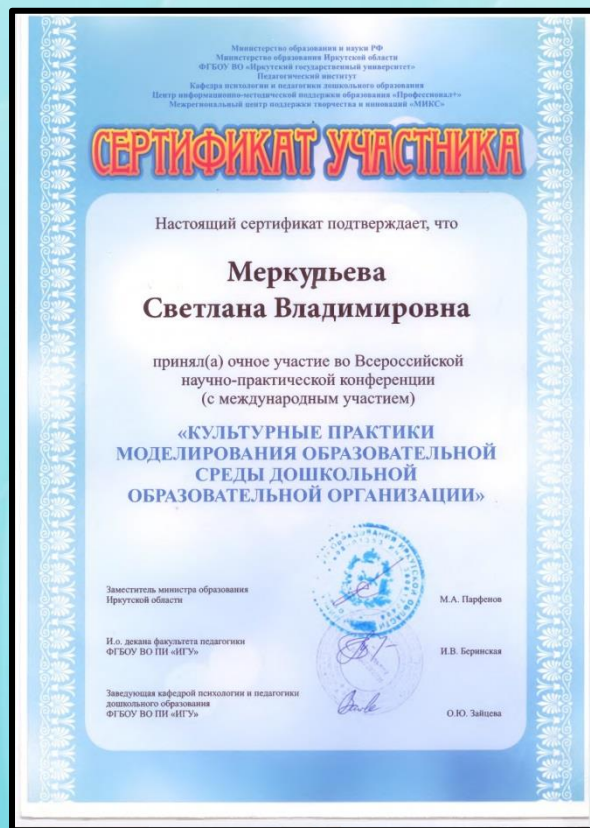 Министерство образования и науки РФ
Министерство образования Иркутской области
ФГБОУ ВО «Иркутский государственный университет»
Педагогический институт
Кафедра психологии и педагогики дошкольного образования
Центр информационно-методической поддержки образования «Профессионал+»
Межрегиональный центр поддержки творчества и инноваций «МИКС»
СЕРТИФИКАТ УЧАСТНИКА
Настоящий сертификат подтверждает, что
Меркурьева
Светлана Владимировна
принял(а) очное участие во Всероссийской
научно-практической конференции
(с международным участием)
«КУЛЬТУРНЫЕ ПРАКТИКИ
МОДЕЛИРОВАНИЯ ОБРАЗОВАТЕЛЬНОЙ
СРЕДЫ ДОШКОЛЬНОЙ
ОБРАЗОВАТЕЛЬНОЙ ОРГАНИЗАЦИИ»
ОБРАЗОВАНИЯ ИРКУТСКОЙ ОБЛАСТИ
Заместитель министра образования
Иркутской области
М.А. Парфенов
И.о. декана факультета педагогики
ФГБОУ ВО ПИ «ИГУ»
И.В. Беринская
Заведующая кафедрой психологии и педагогики
дошкольного образования
ФГБОУ ВО ПИ «ИГУ»
О.Ю. Зайцева